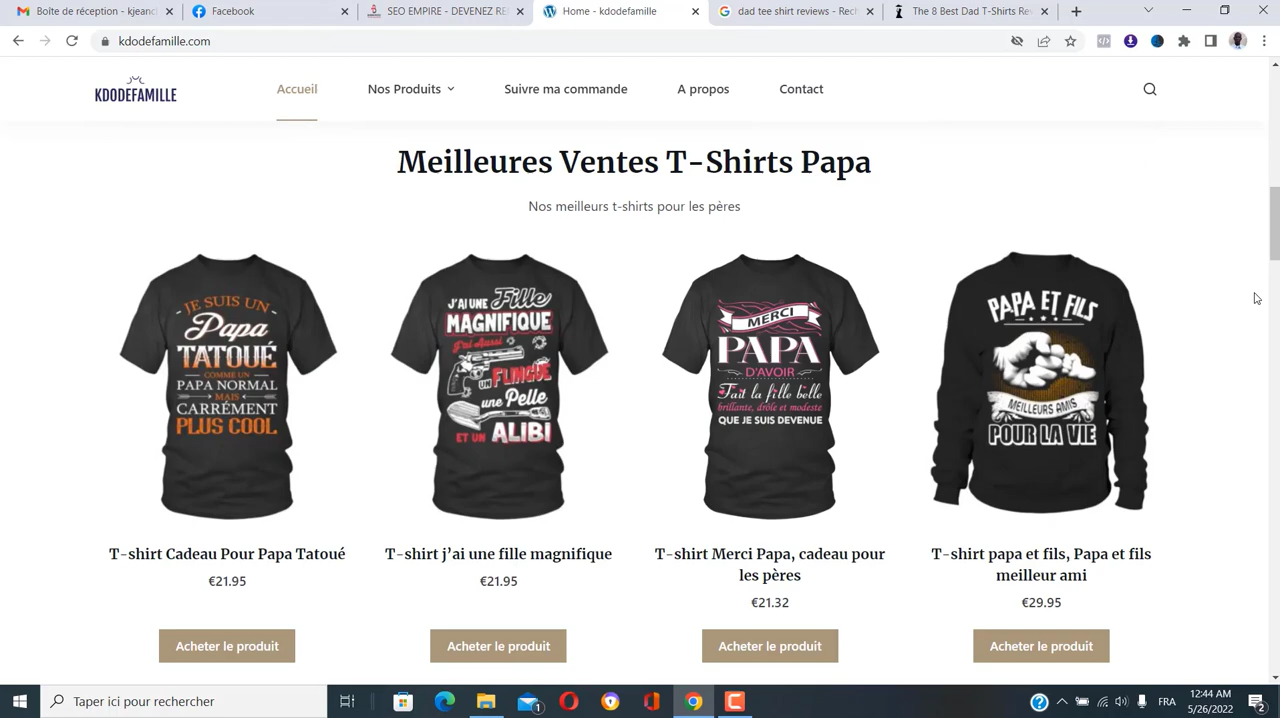 Boîte de réception - kjeanc
Facebook
SEO EMPIRE - DEVENEZ RE
Home - kdodefamille
dad tee shirt reviews - Rech
The 8 Best Dad T-Shirts Rev
kdodefamille.com
KDODEFAMILLE
Accueil
Nos Produits
Suivre ma commande
A propos
Contact
Meilleures Ventes T-Shirts Papa
Nos meilleurs t-shirts pour les pères
JE SUIS UN
Papa
TATOUÉ
COMME UN
PAPA NORMAL
MAIS
CARRÉMENT
PLUS COOL
J'AI UNE Fille
MAGNIFIQUE
J'ai Aussi
UN FLINGUE
une Pelle
ET UN ALIBI
MERCI
PAPA
D'AVOIR
Fait la fille belle
brillante, drôle et modeste
QUE JE SUIS DEVENUE
PAPA ET FILS
MEILLEURS AMIS
POUR LA VIE
T-shirt Cadeau Pour Papa Tatoué
€21.95
Acheter le produit
T-shirt j'ai une fille magnifique
€21.95
Acheter le produit
T-shirt Merci Papa, cadeau pour
les pères
€21.32
Acheter le produit
T-shirt papa et fils, Papa et fils
meilleur ami
€29.95
Acheter le produit
Taper ici pour rechercher
1
FRA
12:44 AM
5/26/2022
2